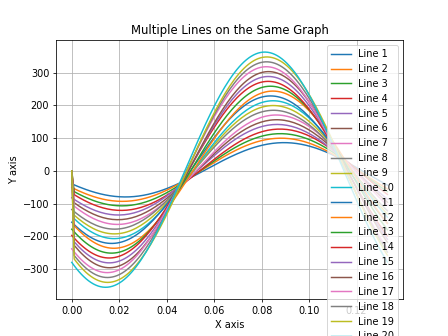 Multiple Lines on the Same Graph
Y axis
300
200
100
0
−100
−200
−300
0.00
0.02
0.04
0.06
0.08
0.10
X axis
Line 1
Line 2
Line 3
Line 4
Line 5
Line 6
Line 7
Line 8
Line 9
Line 10
Line 11
Line 12
Line 13
Line 14
Line 15
Line 16
Line 17
Line 18
Line 19
Line 20